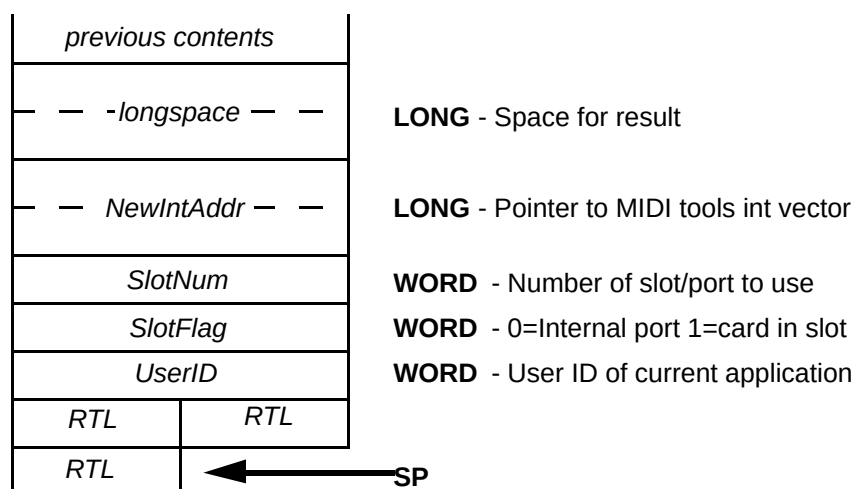 previous contents
longspace LONG - Space for result
NewIntAddr LONG - Pointer to MIDI tools int vector
SlotNum WORD - Number of slot/port to use
SlotFlag WORD - 0=Internal port 1=card in slot
UserID WORD - User ID of current application
RTL RTL
RTL SP